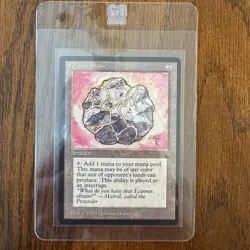 Artifact
: Add 1 mana to your mana pool.
This mana may be of any color
that any of opponent's lands can
produce. This ability is played as
an interrupt.
"What do you have that I cannot
obtain?" —Mairsil, called the
Pretender